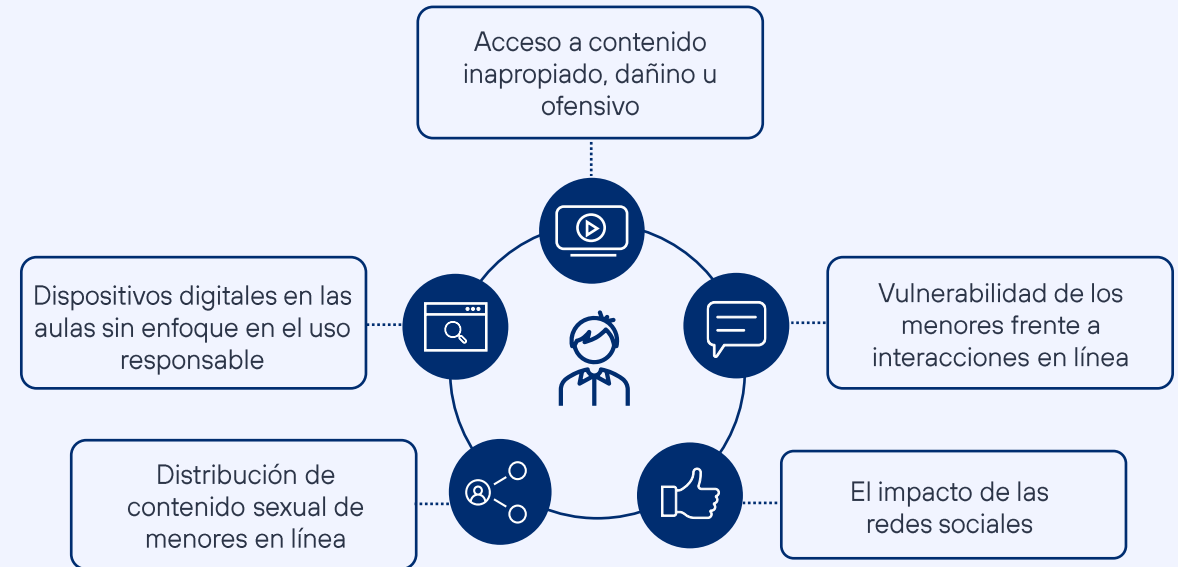 Acceso a contenido
inapropiado, dañino u
ofensivo
Dispositivos digitales en las
aulas sin enfoque en el uso
responsable
Vulnerabilidad de los
menores frente a
interacciones en línea
Distribución de
contenido sexual de
menores en línea
El impacto de las
redes sociales